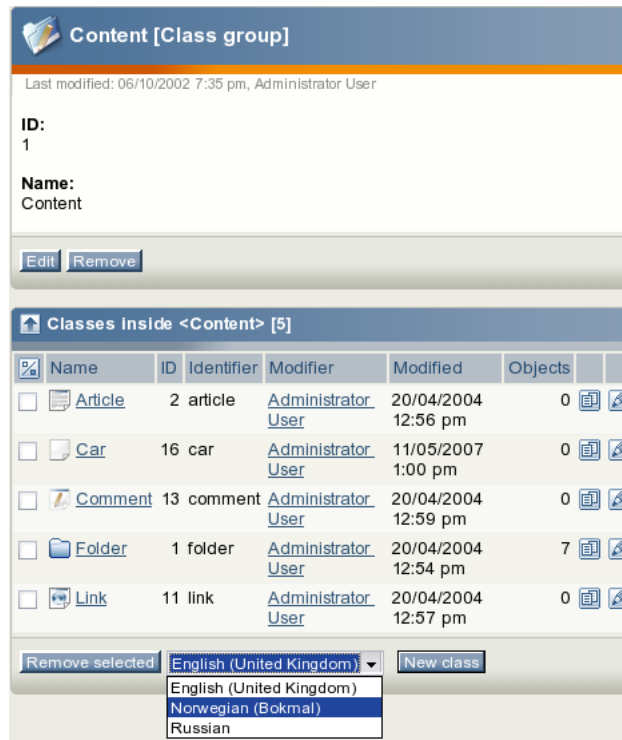 Content [Class group]
Last modified: 06/10/2002 7:35 pm, Administrator User
ID:
1
Name:
Content
Edit Remove
Classes inside <Content> [5]
Name ID Identifier Modifier Modified Objects
Article 2 article Administrator User 20/04/2004 12:56 pm 0
Car 16 car Administrator User 11/05/2007 1:00 pm 0
Comment 13 comment Administrator User 20/04/2004 12:59 pm 0
Folder 1 folder Administrator User 20/04/2004 12:54 pm 7
Link 11 link Administrator User 20/04/2004 12:57 pm 0
Remove selected English (United Kingdom) New class
English (United Kingdom)
Norwegian (Bokmal)
Russian